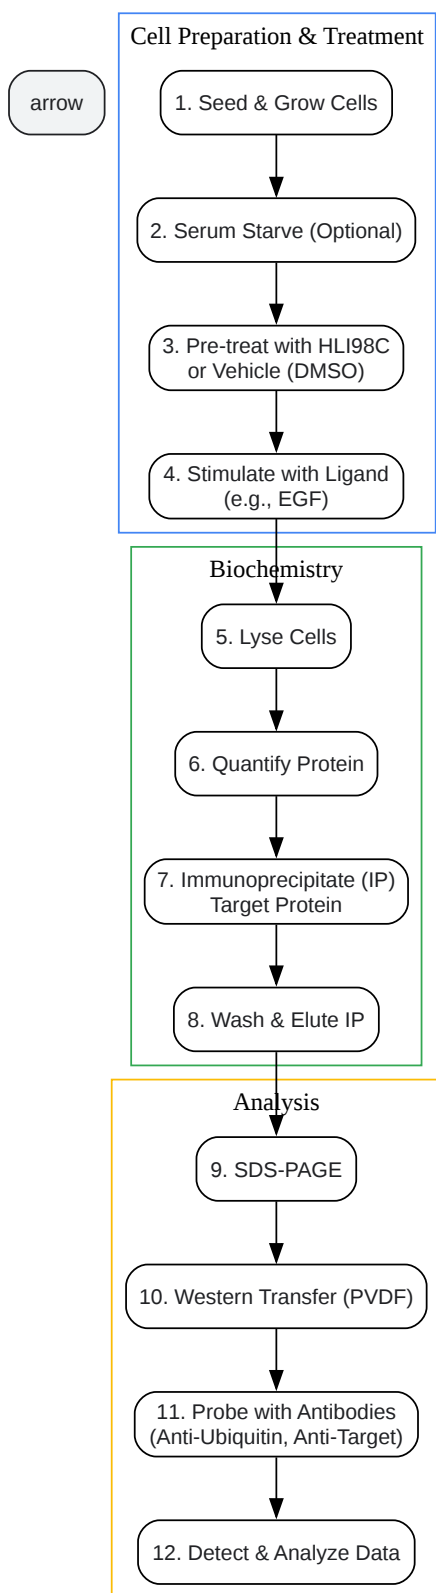 Cell Preparation & Treatment
arrow
1. Seed & Grow Cells
2. Serum Starve (Optional)
3. Pre-treat with HLI98C
or Vehicle (DMSO)
4. Stimulate with Ligand
(e.g., EGF)
Biochemistry
5. Lyse Cells
6. Quantify Protein
7. Immunoprecipitate (IP)
Target Protein
8. Wash & Elute IP
Analysis
9. SDS-PAGE
10. Western Transfer (PVDF)
11. Probe with Antibodies
(Anti-Ubiquitin, Anti-Target)
12. Detect & Analyze Data